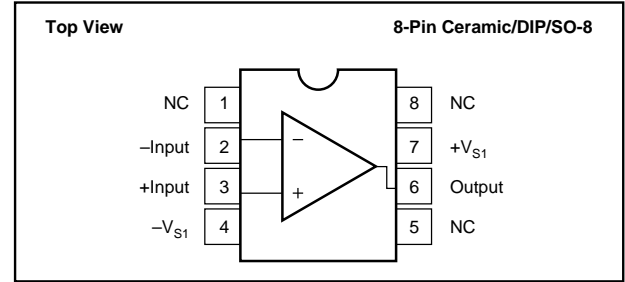 Top View 8-Pin Ceramic/DIP/SO-8
NC 1 8 NC
–Input 2 – 7 +VS1
+Input 3 + 6 Output
–VS1 4 5 NC